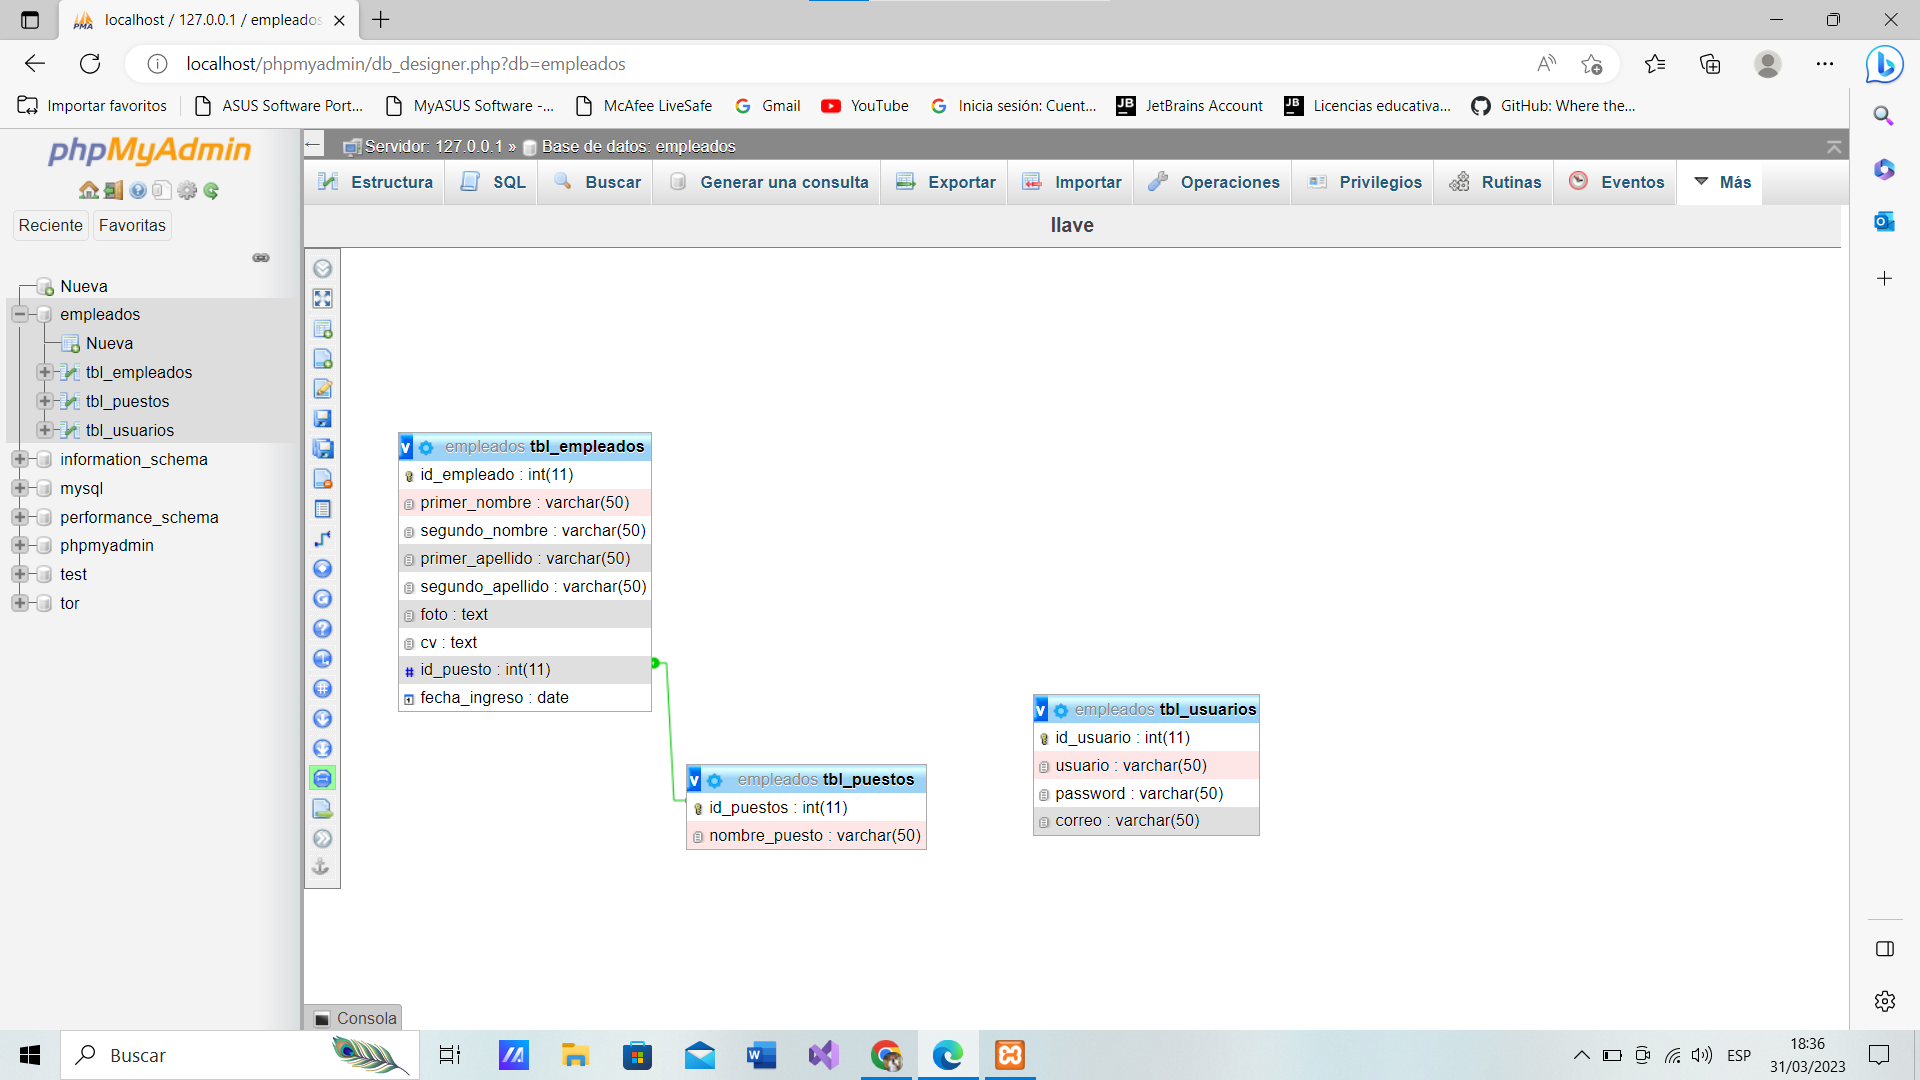 localhost / 127.0.0.1 / empleados
localhost/phpmyadmin/db_designer.php?db=empleados
Importar favoritos
ASUS Software Port...
MyASUS Software -...
McAfee LiveSafe
Gmail
YouTube
Inicia sesión: Cuent...
JetBrains Account
Licencias educativa...
GitHub: Where the...
phpMyAdmin
Reciente
Favoritas
Nueva
empleados
Nueva
tbl_empleados
tbl_puestos
tbl_usuarios
information_schema
mysql
performance_schema
phpmyadmin
test
tor
Servidor: 127.0.0.1 » Base de datos: empleados
Estructura
SQL
Buscar
Generar una consulta
Exportar
Importar
Operaciones
Privilegios
Rutinas
Eventos
Más
llave
v empleados tbl_empleados
id_empleado : int(11)
primer_nombre : varchar(50)
segundo_nombre : varchar(50)
primer_apellido : varchar(50)
segundo_apellido : varchar(50)
foto : text
cv : text
# id_puesto : int(11)
fecha_ingreso : date
v empleados tbl_puestos
id_puestos : int(11)
nombre_puesto : varchar(50)
v empleados tbl_usuarios
id_usuario : int(11)
usuario : varchar(50)
password : varchar(50)
correo : varchar(50)
Consola
Buscar
ESP
18:36
31/03/2023